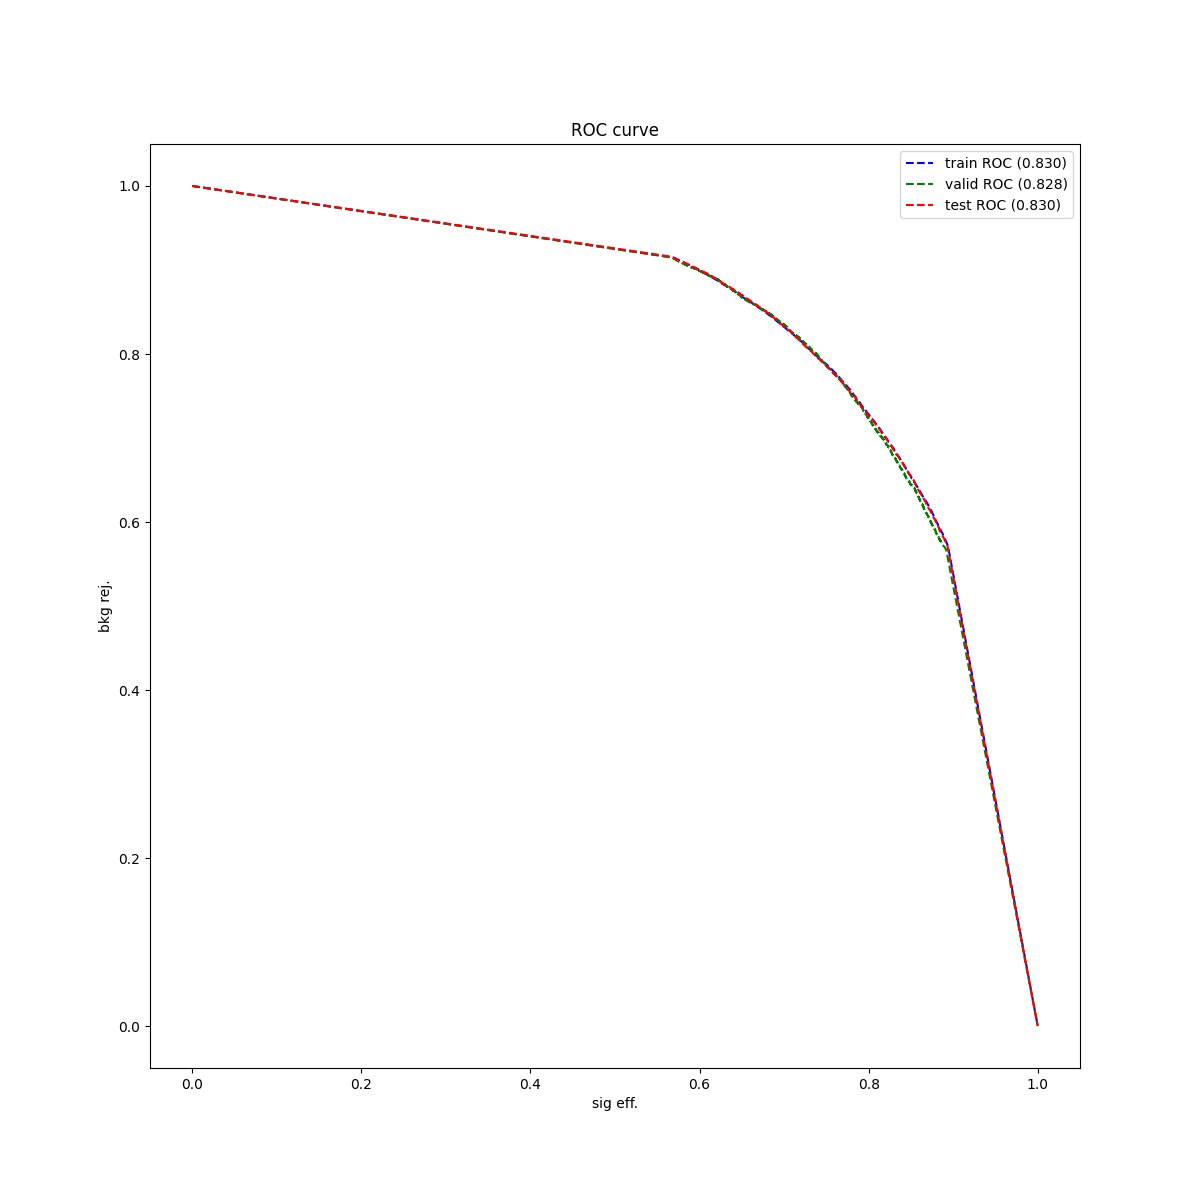 ROC curve
train ROC (0.830)
valid ROC (0.828)
test ROC (0.830)
1.0
0.8
0.6
0.4
0.2
0.0
bkg rej.
0.0 0.2 0.4 0.6 0.8 1.0
sig eff.